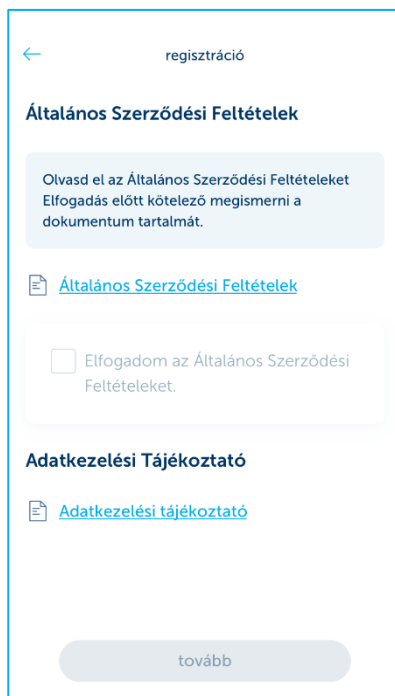 regisztráció
Általános Szerződési Feltételek
Olvasd el az Általános Szerződési Feltételeket
Elfogadás előtt kötelező megismerni a
dokumentum tartalmát.
Általános Szerződési Feltételek
Elfogadom az Általános Szerződési
Feltételeket.
Adatkezelési Tájékoztató
Adatkezelési tájékoztató
tovább